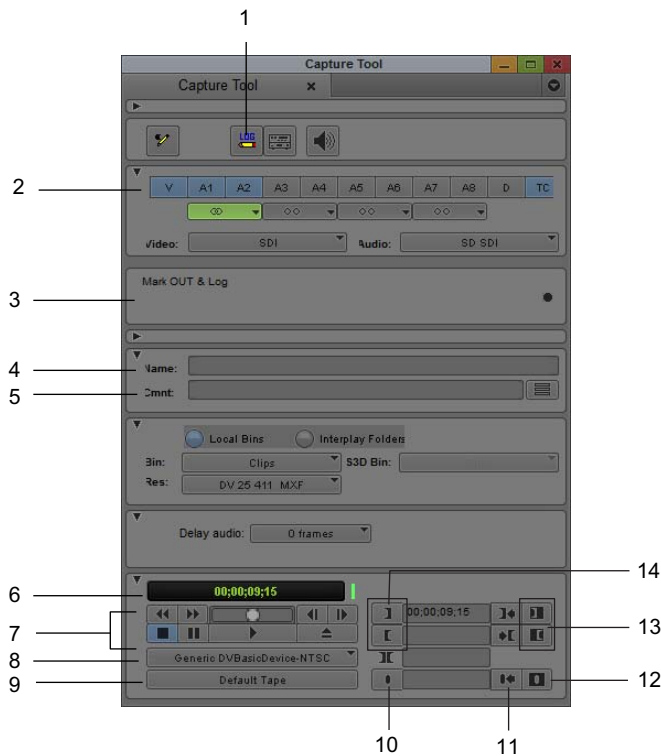 1
Capture Tool
Capture Tool
LOG
2
V A1 A2 A3 A4 A5 A6 A7 A8 D TC
Video: SDI Audio: SD SDI
3
Mark OUT & Log
4
Name:
5
Cmnt:
Local Bins Interplay Folders
Bin: Clips S3D Bin:
Res: DV 25 411 MXF
Delay audio: 0 frames
14
6
00;00;09;15
7
00;00;09;15
13
8
Generic DVBasicDevice-NTSC
9
Default Tape
12
10
11